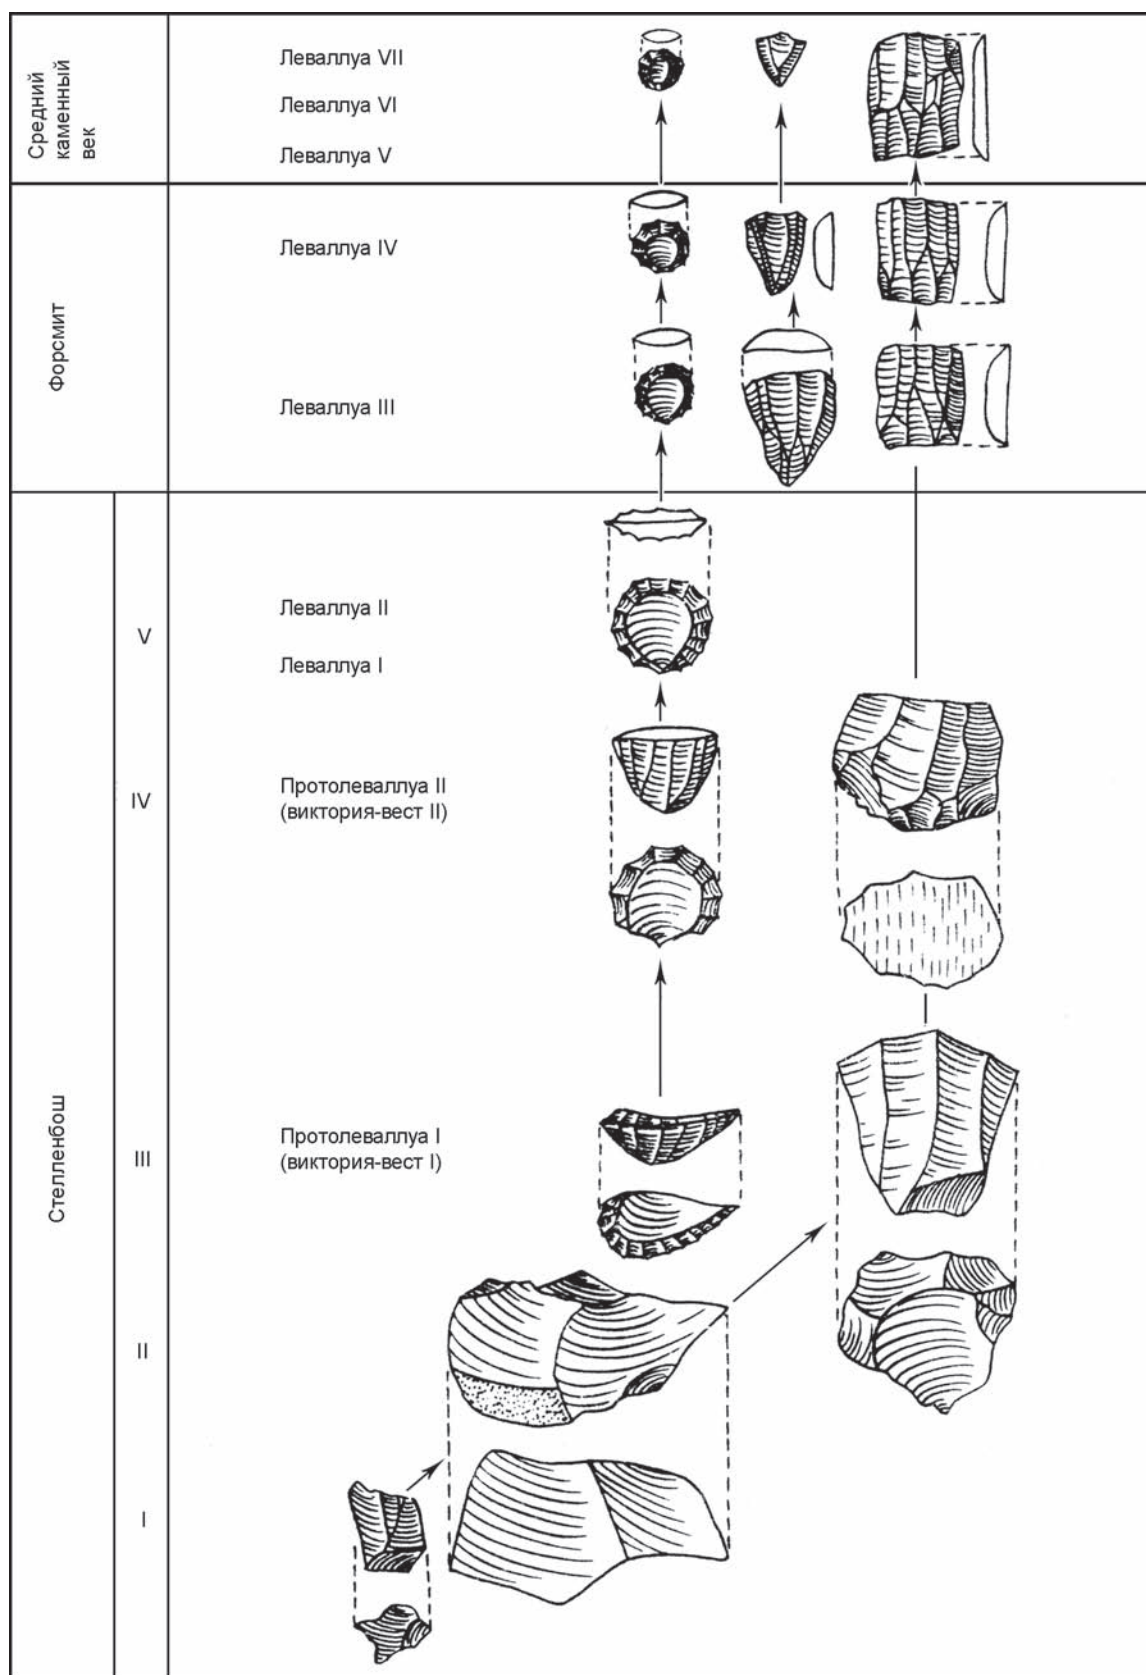 Средний
каменный
век
Леваллуа VII
Леваллуа VI
Леваллуа V
Форсмит
Леваллуа IV
Леваллуа III
Стелленбош
V
Леваллуа II
Леваллуа I
IV
Протолеваллуа II
(виктория-вест II)
III
Протолеваллуа I
(виктория-вест I)
II
I